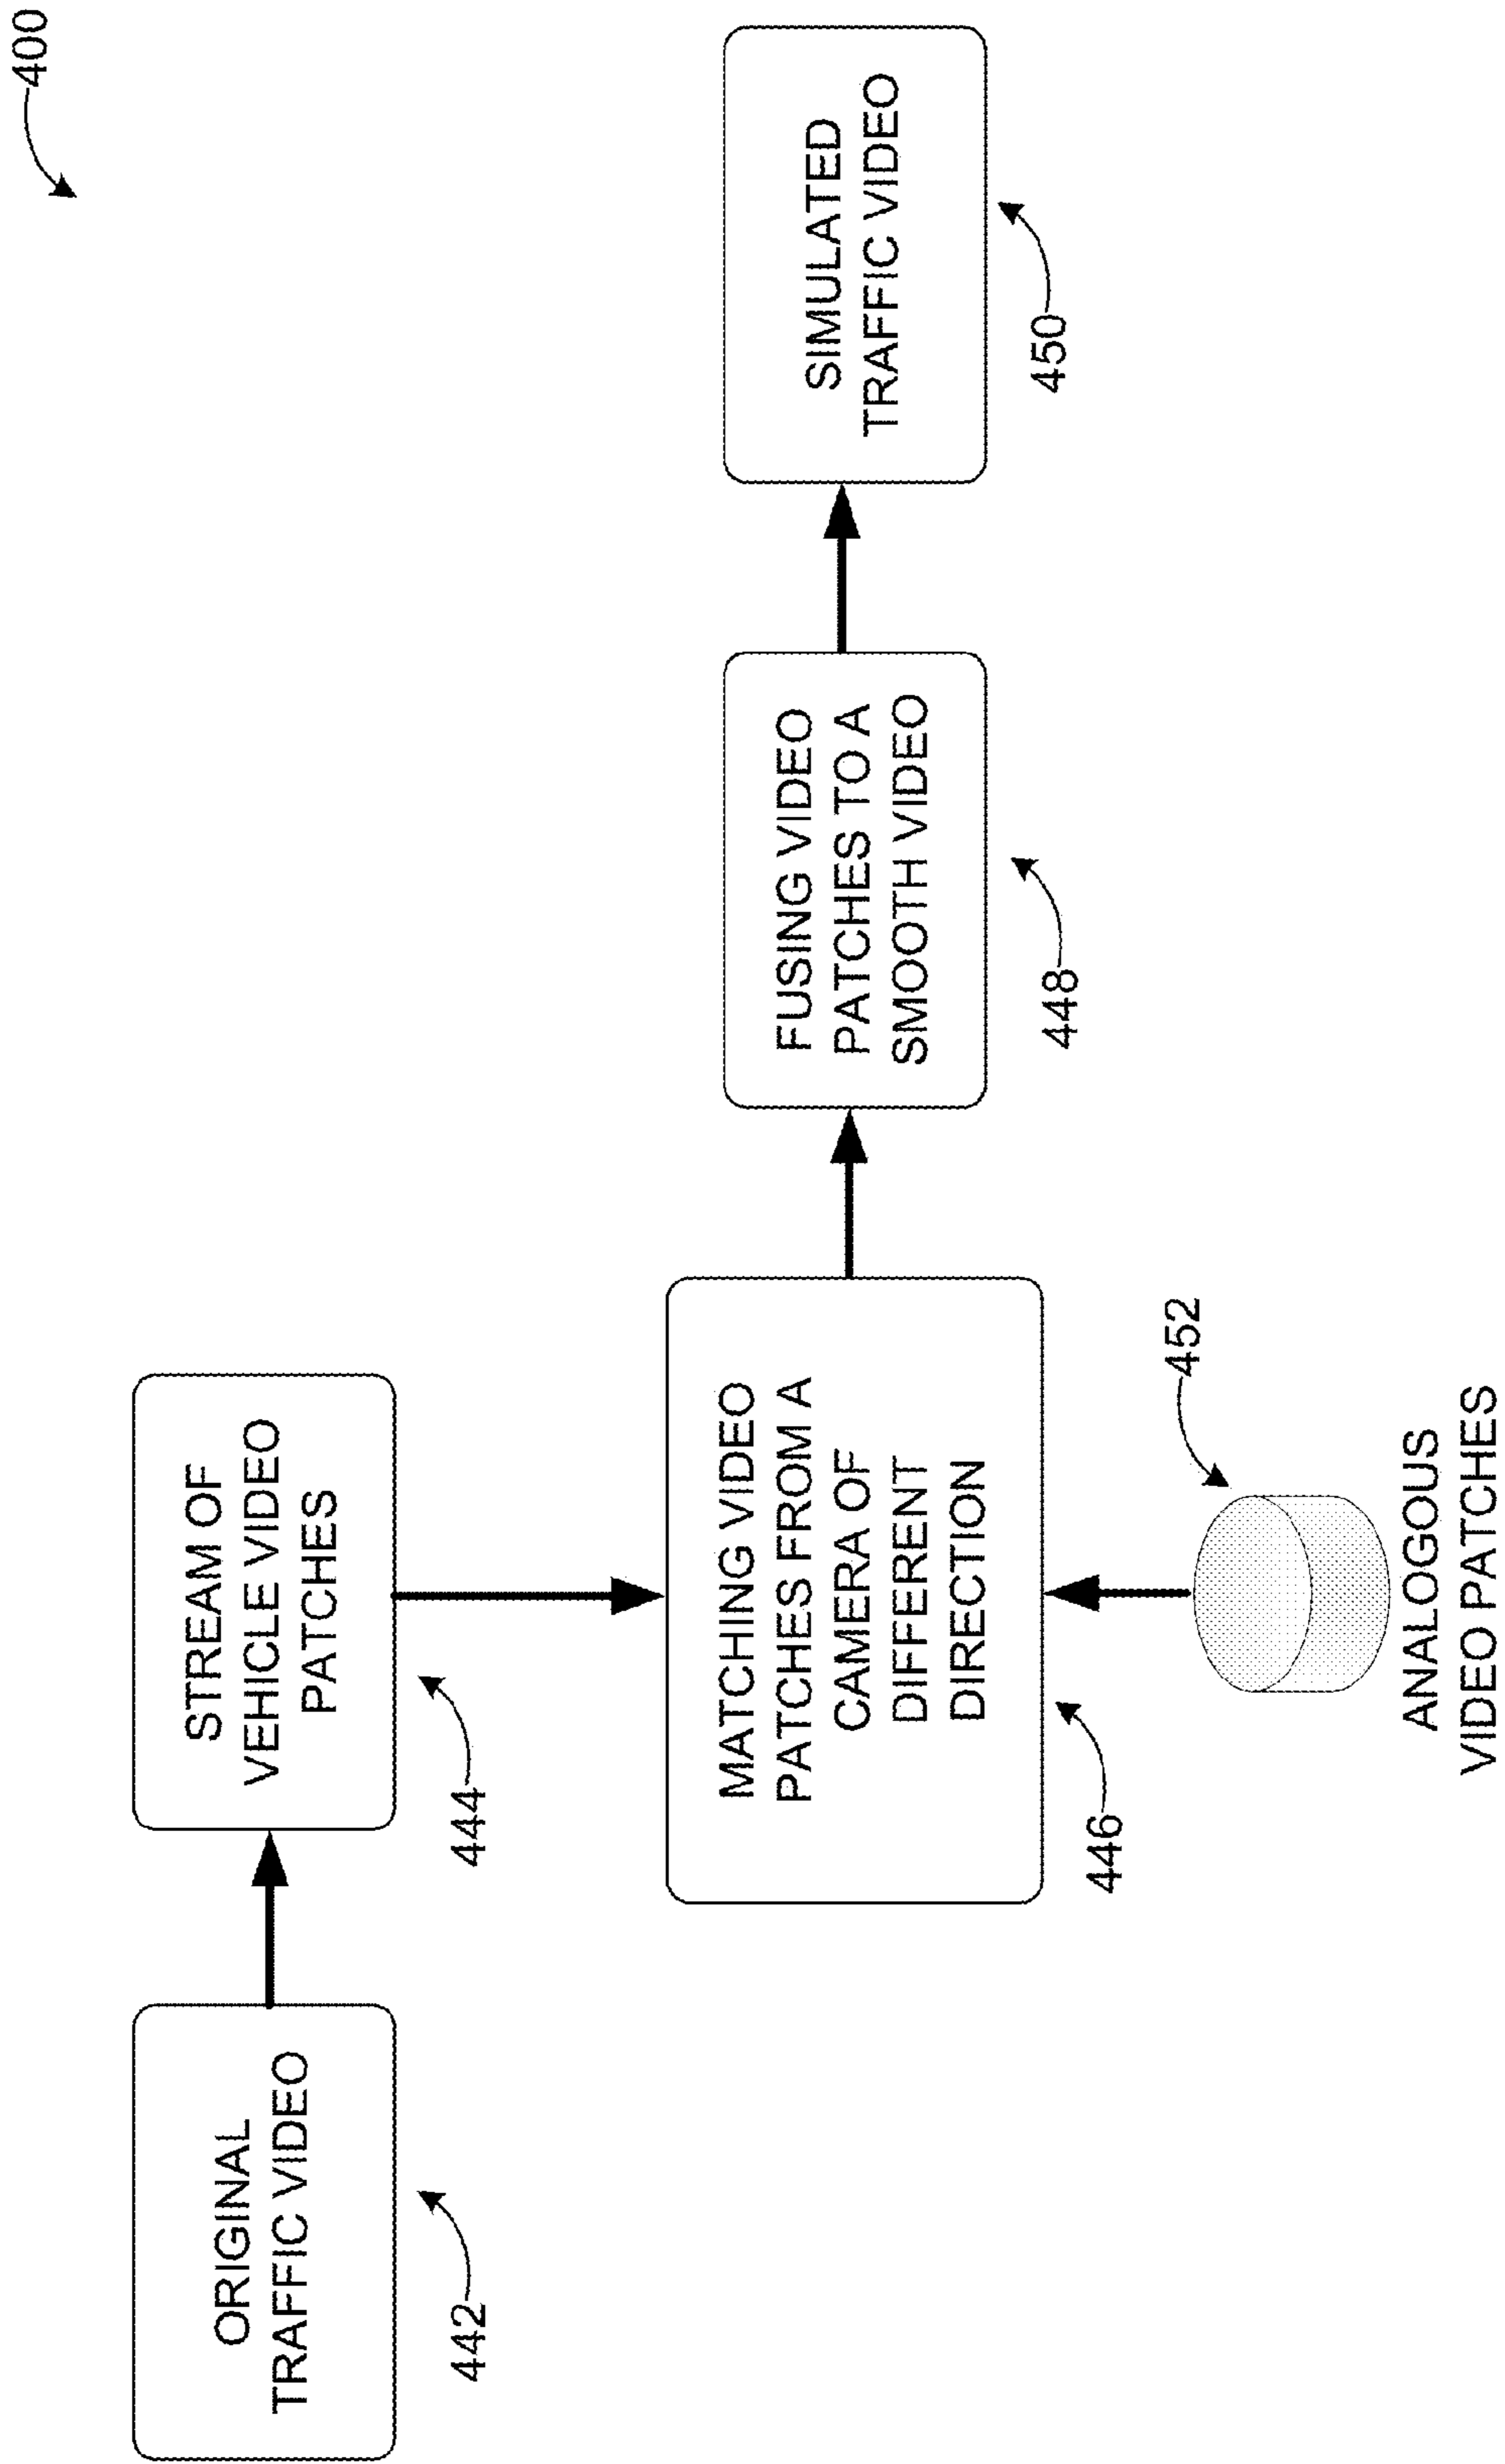 400
ORIGINAL
TRAFFIC VIDEO
442
STREAM OF
VEHICLE VIDEO
PATCHES
444
MATCHING VIDEO
PATCHES FROM A
CAMERA OF
DIFFERENT
DIRECTION
446
452
ANALOGOUS
VIDEO PATCHES
FUSING VIDEO
PATCHES TO A
SMOOTH VIDEO
448
SIMULATED
TRAFFIC VIDEO
450